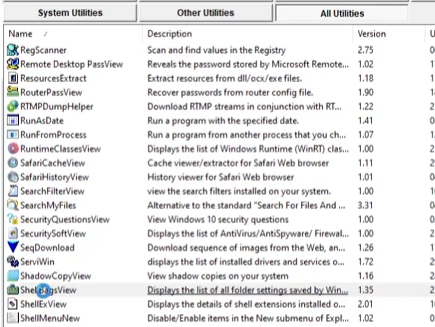 System Utilities Other Utilities All Utilities
Name Description Version
RegScanner Scan and find values in the Registry 2.75
Remote Desktop PassView Reveals the password stored by Microsoft Remote... 1.02
ResourcesExtract Extract resources from dll/ocx/exe files. 1.18
RouterPassView Recover passwords from router config file. 1.90
RTMPDumpHelper Download RTMP streams in conjunction with RT... 1.22
RunAsDate Run a program with the specified date. 1.41
RunFromProcess Run a program from another process that you ch... 1.07
RuntimeClassesView Displays the list of Windows Runtime (WinRT) clas... 1.00
SafariCacheView Cache viewer/extractor for Safari Web browser 1.11
SafariHistoryView History viewer for Safari Web browser 1.01
SearchFilterView view the search filters installed on your system. 1.00
SearchMyFiles Alternative to the standard "Search For Files And ... 3.31
SecurityQuestionsView View Windows 10 security questions 1.00
SecuritySoftView Displays the list of AntiVirus/AntiSpyware/ Firewal... 1.00
SeqDownload Download sequence of images from the Web, an... 1.26
ServiWin displays the list of installed drivers and services o... 1.72
ShadowCopyView View shadow copies on your system 1.16
Displays the list of all folder settings saved by Win... 1.35
ShellExView Displays the details of shell extensions installed o... 2.01
ShellMenuNew Disable/Enable items in the New submenu of Expl... 1.02